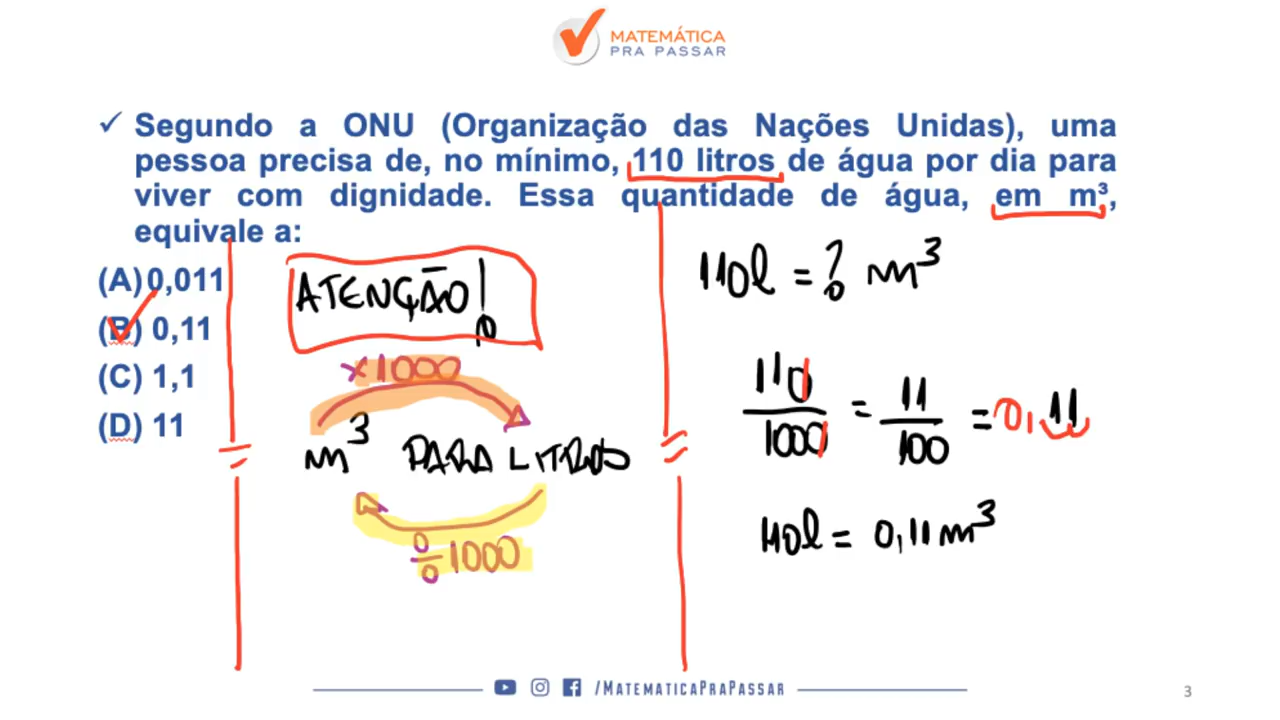 MATEMÁTICA
PRA PASSAR
✓ Segundo a ONU (Organização das Nações Unidas), uma
pessoa precisa de, no mínimo, 110 litros de água por dia para
viver com dignidade. Essa quantidade de água, em m³,
equivale a:
(A) 0,011
(B) 0,11
(C) 1,1
(D) 11
ATENÇÃO!
×1000
m³ PARA LITROS
÷1000
110l = ? m³
110/1000 = 11/100 = 0,11
110l = 0,11m³
/MatematicaPraPassar
3